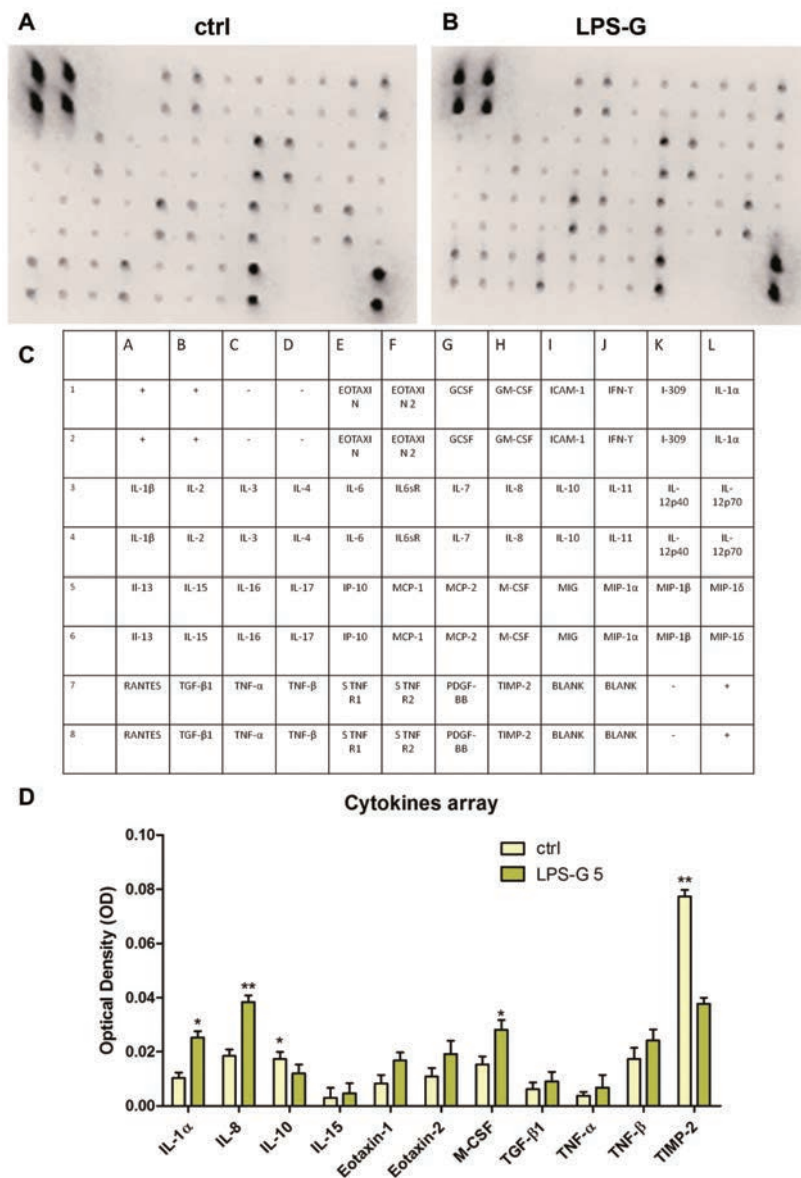 A
ctrl
B
LPS-G
C
A B C D E F G H I J K L
1 + + - - EOTAXI N EOTAXI N 2 GCSF GM-CSF ICAM-1 IFN-Υ I-309 IL-1α
2 + + - - EOTAXI N EOTAXI N 2 GCSF GM-CSF ICAM-1 IFN-Υ I-309 IL-1α
3 IL-1β IL-2 IL-3 IL-4 IL-6 IL6sR IL-7 IL-8 IL-10 IL-11 IL- 12p40 IL- 12p70
4 IL-1β IL-2 IL-3 IL-4 IL-6 IL6sR IL-7 IL-8 IL-10 IL-11 IL- 12p40 IL- 12p70
5 Il-13 IL-15 IL-16 IL-17 IP-10 MCP-1 MCP-2 M-CSF MIG MIP-1α MIP-1β MIP-1δ
6 Il-13 IL-15 IL-16 IL-17 IP-10 MCP-1 MCP-2 M-CSF MIG MIP-1α MIP-1β MIP-1δ
7 RANTES TGF-β1 TNF-α TNF-β S TNF R1 S TNF R2 PDGF- BB TIMP-2 BLANK BLANK - +
8 RANTES TGF-β1 TNF-α TNF-β S TNF R1 S TNF R2 PDGF- BB TIMP-2 BLANK BLANK - +
D
Cytokines array
Optical Density (OD)
0.10
0.08
0.06
0.04
0.02
0.00
ctrl
LPS-G 5
*
**
*
*
**
IL-1α
IL-8
IL-10
IL-15
Eotaxin-1
Eotaxin-2
M-CSF
TGF-β1
TNF-α
TNF-β
TIMP-2